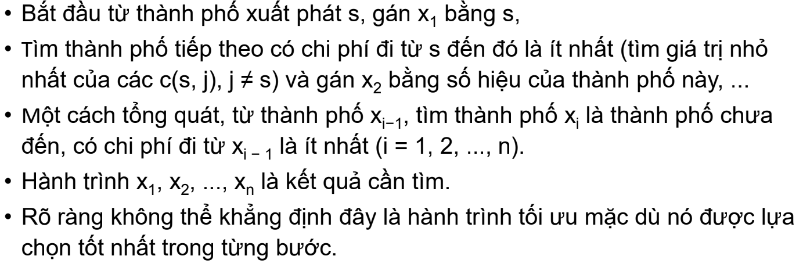 • Bắt đầu từ thành phố xuất phát s, gán x₁ bằng s,
• Tìm thành phố tiếp theo có chi phí đi từ s đến đó là ít nhất (tìm giá trị nhỏ
nhất của các c(s, j), j ≠ s) và gán x₂ bằng số hiệu của thành phố này, ...
• Một cách tổng quát, từ thành phố xᵢ₋₁, tìm thành phố xᵢ là thành phố chưa
đến, có chi phí đi từ xᵢ ₋ ₁ là ít nhất (i = 1, 2, ..., n).
• Hành trình x₁, x₂, ..., xₙ là kết quả cần tìm.
• Rõ ràng không thể khẳng định đây là hành trình tối ưu mặc dù nó được lựa
chọn tốt nhất trong từng bước.